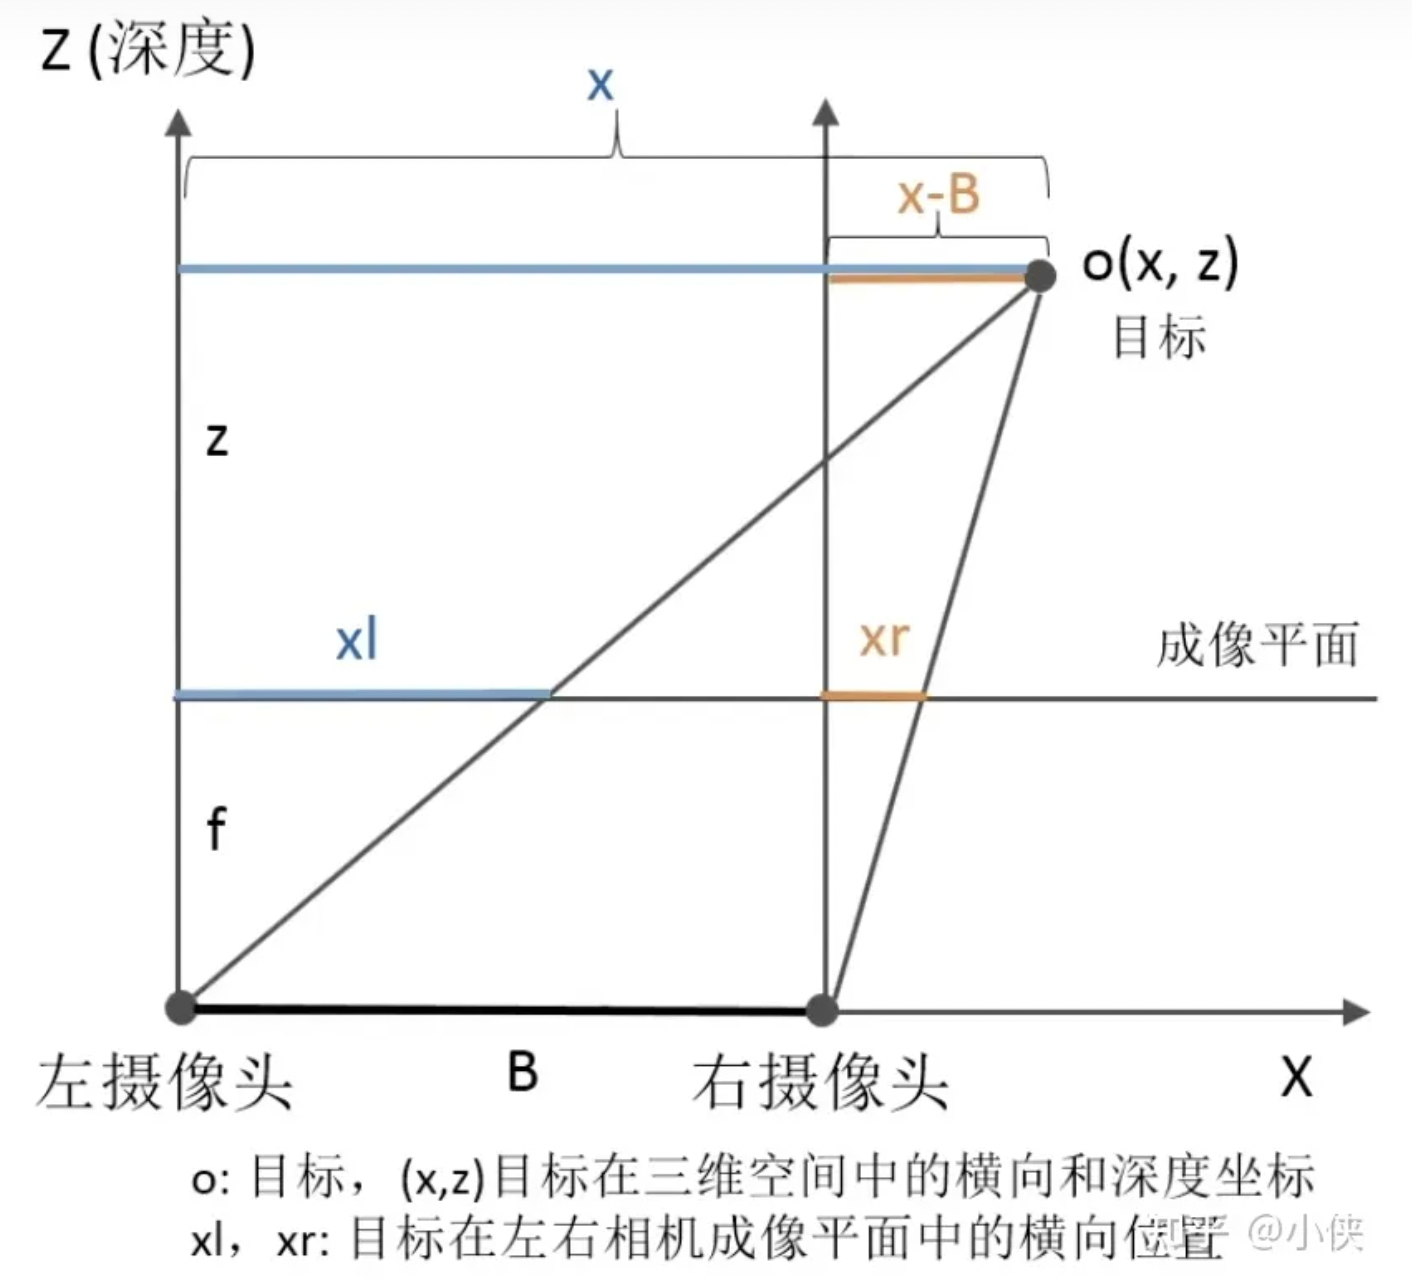 Z (深度)
x
x-B
o(x, z)
目标
z
xl
xr
成像平面
f
左摄像头
B
右摄像头
X
o: 目标，(x,z)目标在三维空间中的横向和深度坐标
xl，xr: 目标在左右相机成像平面中的横向位置
知乎 @小侠